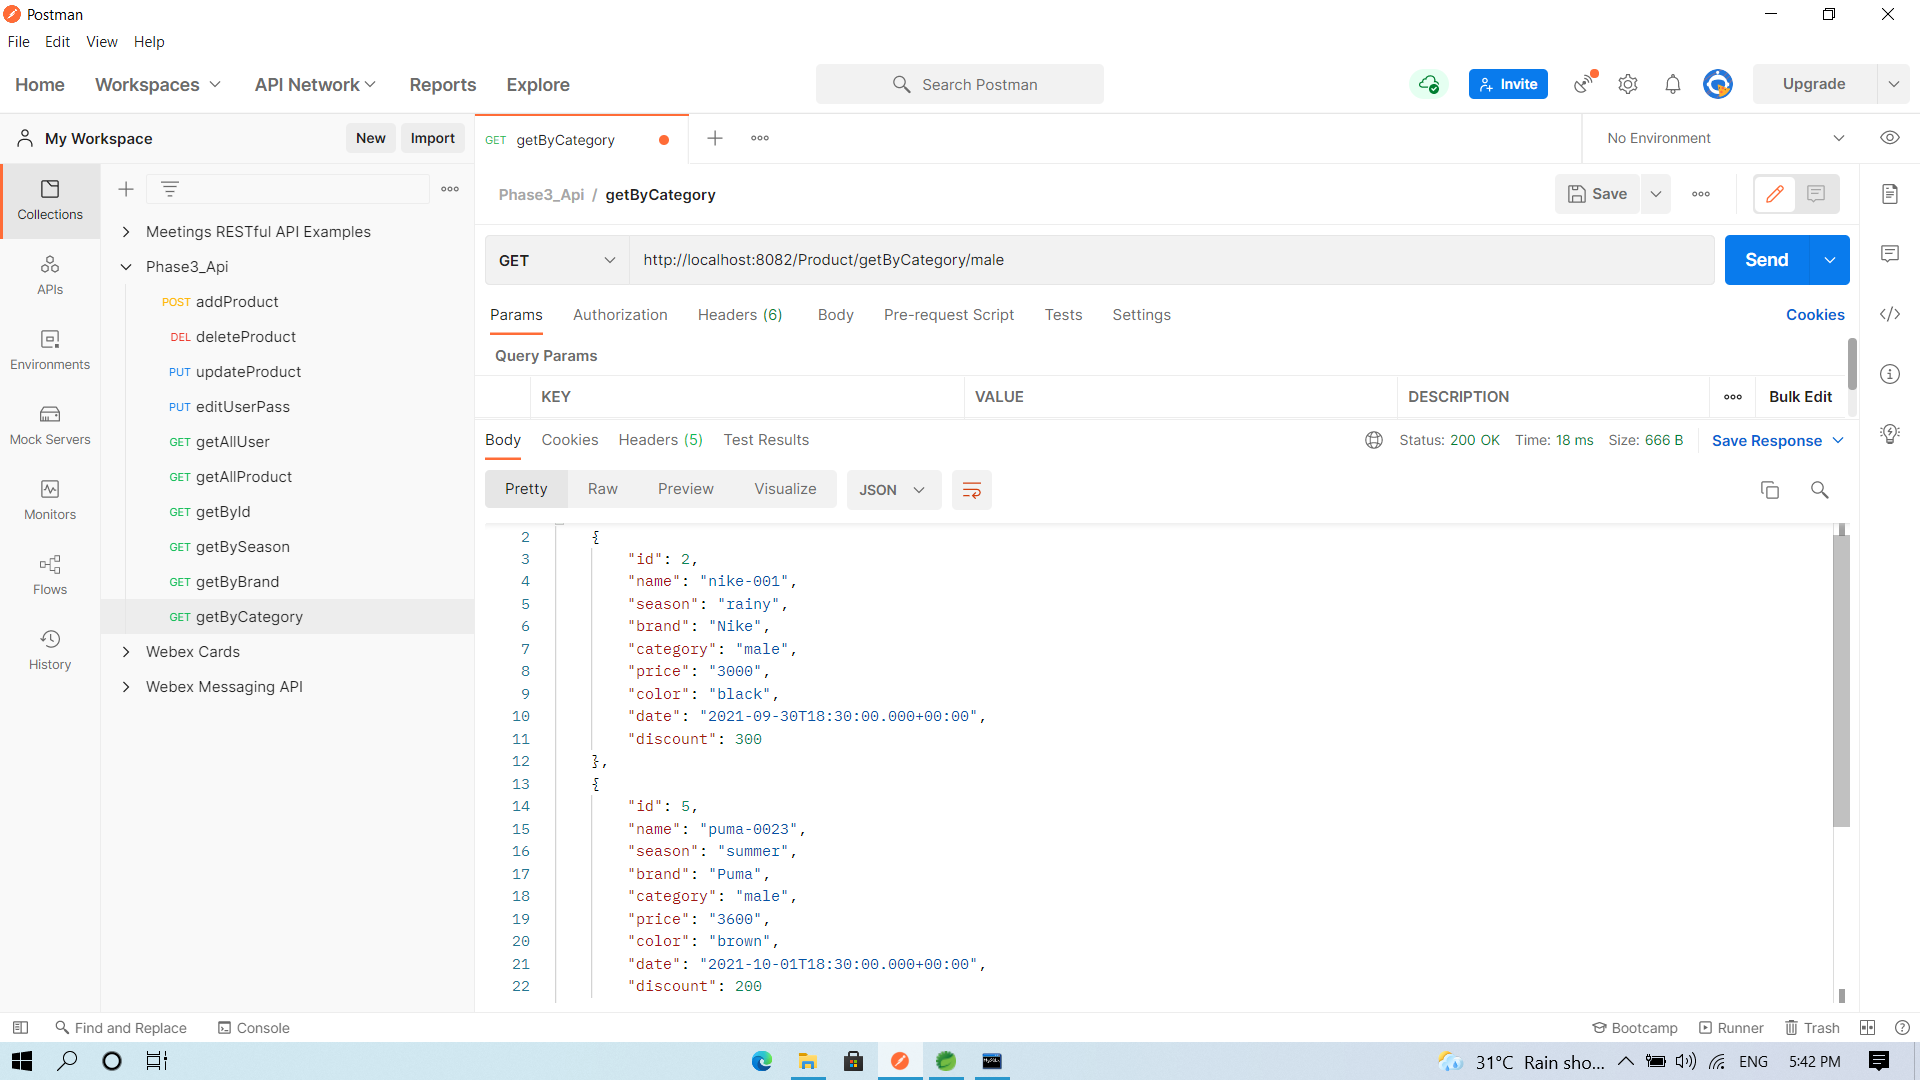 Postman
File Edit View Help
Home Workspaces API Network Reports Explore Search Postman Invite Upgrade
My Workspace New Import GET getByCategory No Environment
Phase3_Api / getByCategory Save
Collections
APIs
Environments
Mock Servers
Monitors
Flows
History
Meetings RESTful API Examples
Phase3_Api
POST addProduct
DEL deleteProduct
PUT updateProduct
PUT editUserPass
GET getAllUser
GET getAllProduct
GET getById
GET getBySeason
GET getByBrand
GET getByCategory
Webex Cards
Webex Messaging API
GET http://localhost:8082/Product/getByCategory/male Send
Params Authorization Headers (6) Body Pre-request Script Tests Settings Cookies
Query Params
KEY VALUE DESCRIPTION Bulk Edit
Body Cookies Headers (5) Test Results Status: 200 OK Time: 18 ms Size: 666 B Save Response
Pretty Raw Preview Visualize JSON
2 {
3 "id": 2,
4 "name": "nike-001",
5 "season": "rainy",
6 "brand": "Nike",
7 "category": "male",
8 "price": "3000",
9 "color": "black",
10 "date": "2021-09-30T18:30:00.000+00:00",
11 "discount": 300
12 },
13 {
14 "id": 5,
15 "name": "puma-0023",
16 "season": "summer",
17 "brand": "Puma",
18 "category": "male",
19 "price": "3600",
20 "color": "brown",
21 "date": "2021-10-01T18:30:00.000+00:00",
22 "discount": 200
Find and Replace Console Bootcamp Runner Trash
31°C Rain sho... ENG 5:42 PM